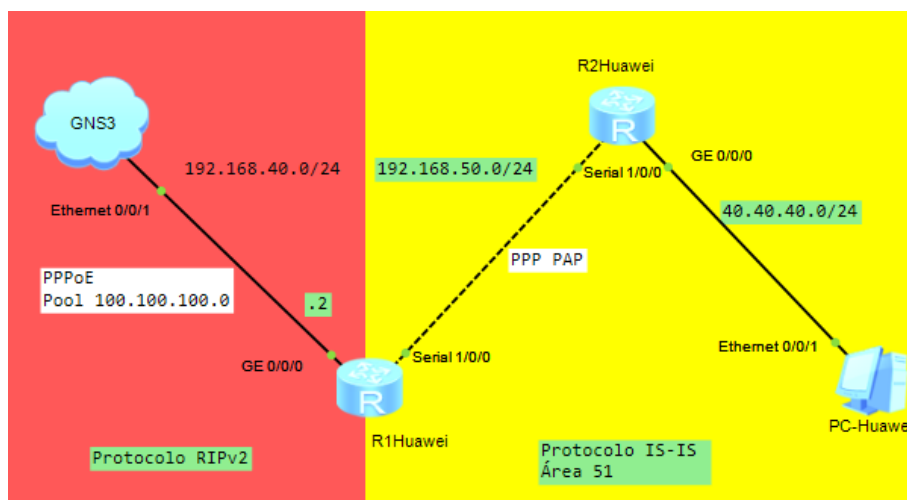 GNS3
192.168.40.0/24
Ethernet 0/0/1
PPPoE
Pool 100.100.100.0
.2
GE 0/0/0
R
R1Huawei
Protocolo RIPv2
R2Huawei
R
192.168.50.0/24
Serial 1/0/0
GE 0/0/0
40.40.40.0/24
PPP PAP
Serial 1/0/0
Ethernet 0/0/1
PC-Huawe
Protocolo IS-IS
Área 51